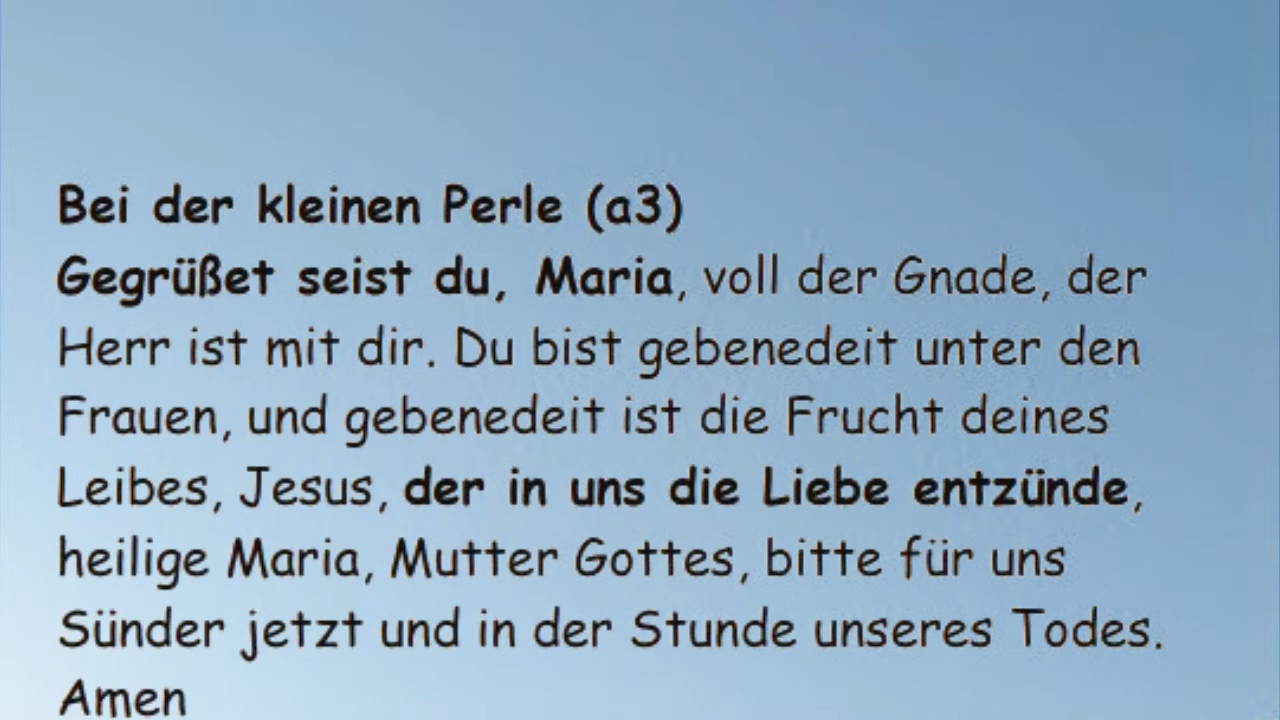 Bei der kleinen Perle (a3)
Gegrüßet seist du, Maria, voll der Gnade, der
Herr ist mit dir. Du bist gebenedeit unter den
Frauen, und gebenedeit ist die Frucht deines
Leibes, Jesus, der in uns die Liebe entzünde,
heilige Maria, Mutter Gottes, bitte für uns
Sünder jetzt und in der Stunde unseres Todes.
Amen